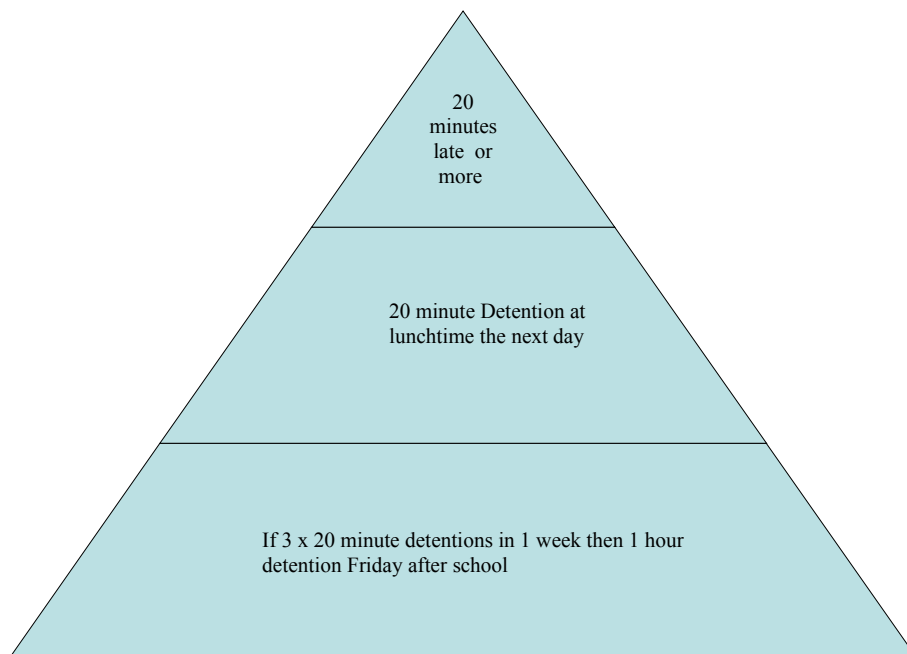 20
minutes
late or
more
20 minute Detention at
lunchtime the next day
If 3 x 20 minute detentions in 1 week then 1 hour
detention Friday after school